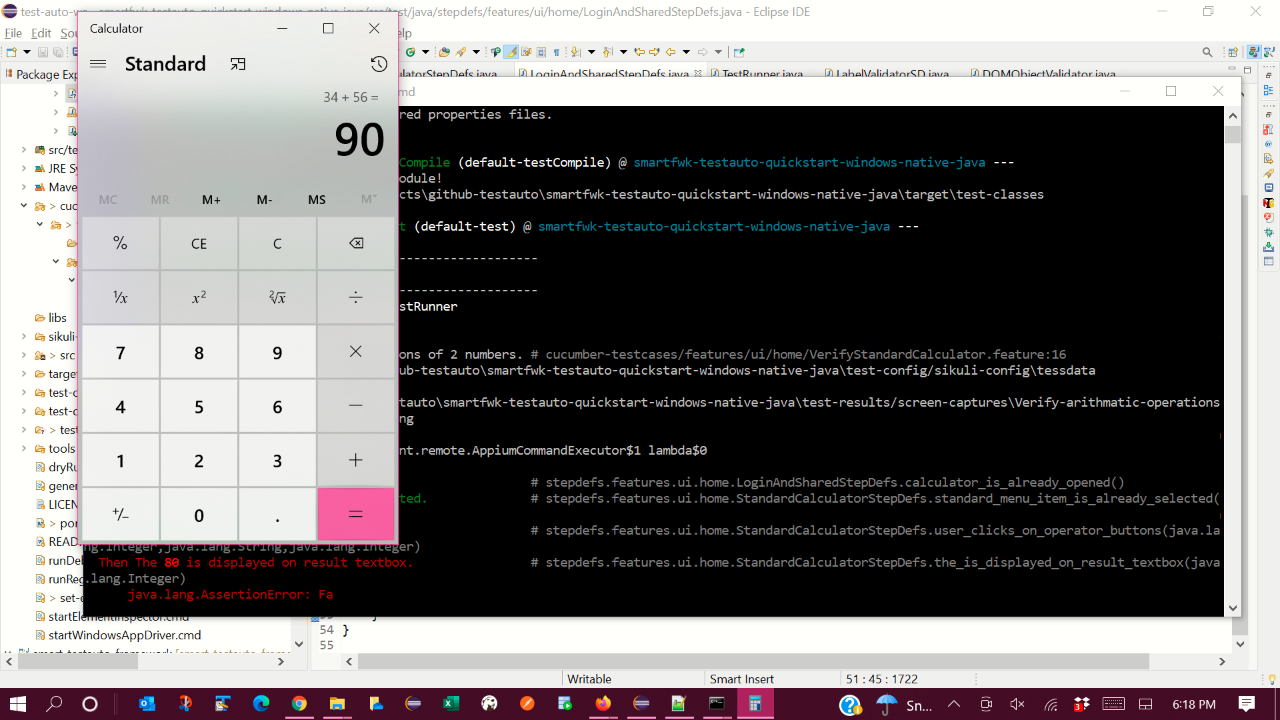 test-auto-wn - smartfwk-testauto-quickstart-windows-native-java/src/test/java/stepdefs/features/ui/home/LoginAndSharedStepDefs.java - Eclipse IDE
File Edit Sou elp
Package Exp
LoginAndSharedStepDefs.java TestRunner.java LabelValidatorSD.java DOMObjectValidator.java
Calculator
Standard
34 + 56 =
90
MC MR M+ M- MS M
% CE C
¹/x x² ²√x ÷
7 8 9 ×
4 5 6 −
1 2 3 +
+/− 0 . =
src/te
JRE Sy
Mave
> cuc
libs
sikuli
> src
target
test-c
test-c
> test
tools
dryRu
gener
LICEN
> por
READ
runDel
runReg
> set-e
startElementInspector.cmd
startWindowsAppDriver.cmd
md
red properties files.
Compile (default-testCompile) @ smartfwk-testauto-quickstart-windows-native-java ---
odule!
cts\github-testauto\smartfwk-testauto-quickstart-windows-native-java\target\test-classes
t (default-test) @ smartfwk-testauto-quickstart-windows-native-java ---
-------------------
-------------------
stRunner
ons of 2 numbers. # cucumber-testcases/features/ui/home/VerifyStandardCalculator.feature:16
ub-testauto\smartfwk-testauto-quickstart-windows-native-java\test-config/sikuli-config\tessdata
tauto\smartfwk-testauto-quickstart-windows-native-java\test-results/screen-captures\Verify-arithmetic-operations
ng
nt.remote.AppiumCommandExecutor$1 lambda$0
# stepdefs.features.ui.home.LoginAndSharedStepDefs.calculator_is_already_opened()
ted. # stepdefs.features.ui.home.StandardCalculatorStepDefs.standard_menu_item_is_already_selected(
# stepdefs.features.ui.home.StandardCalculatorStepDefs.user_clicks_on_operator_buttons(java.la
ng.Integer,java.lang.String,java.lang.Integer)
Then The 80 is displayed on result textbox. # stepdefs.features.ui.home.StandardCalculatorStepDefs.the_is_displayed_on_result_textbox(java
.lang.Integer)
java.lang.AssertionError: Fa
54 }
55
Writable Smart Insert 51 : 45 : 1722
Sn... 6:18 PM